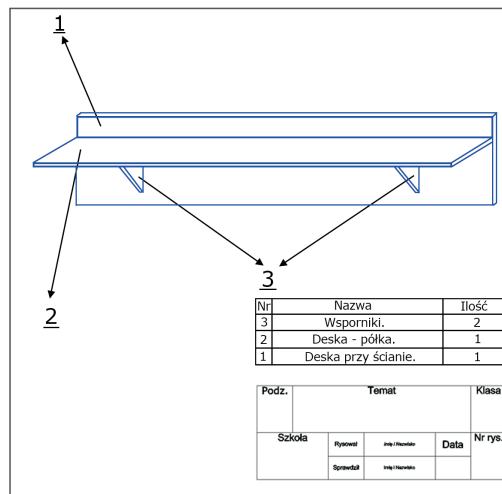 1
2
3
Nr Nazwa Ilość
3 Wsporniki. 2
2 Deska - półka. 1
1 Deska przy ścianie. 1
Podz. Temat Klasa
Szkoła Rysował Imię / Nazwisko Data Nr rys.
Sprawdził Imię / Nazwisko